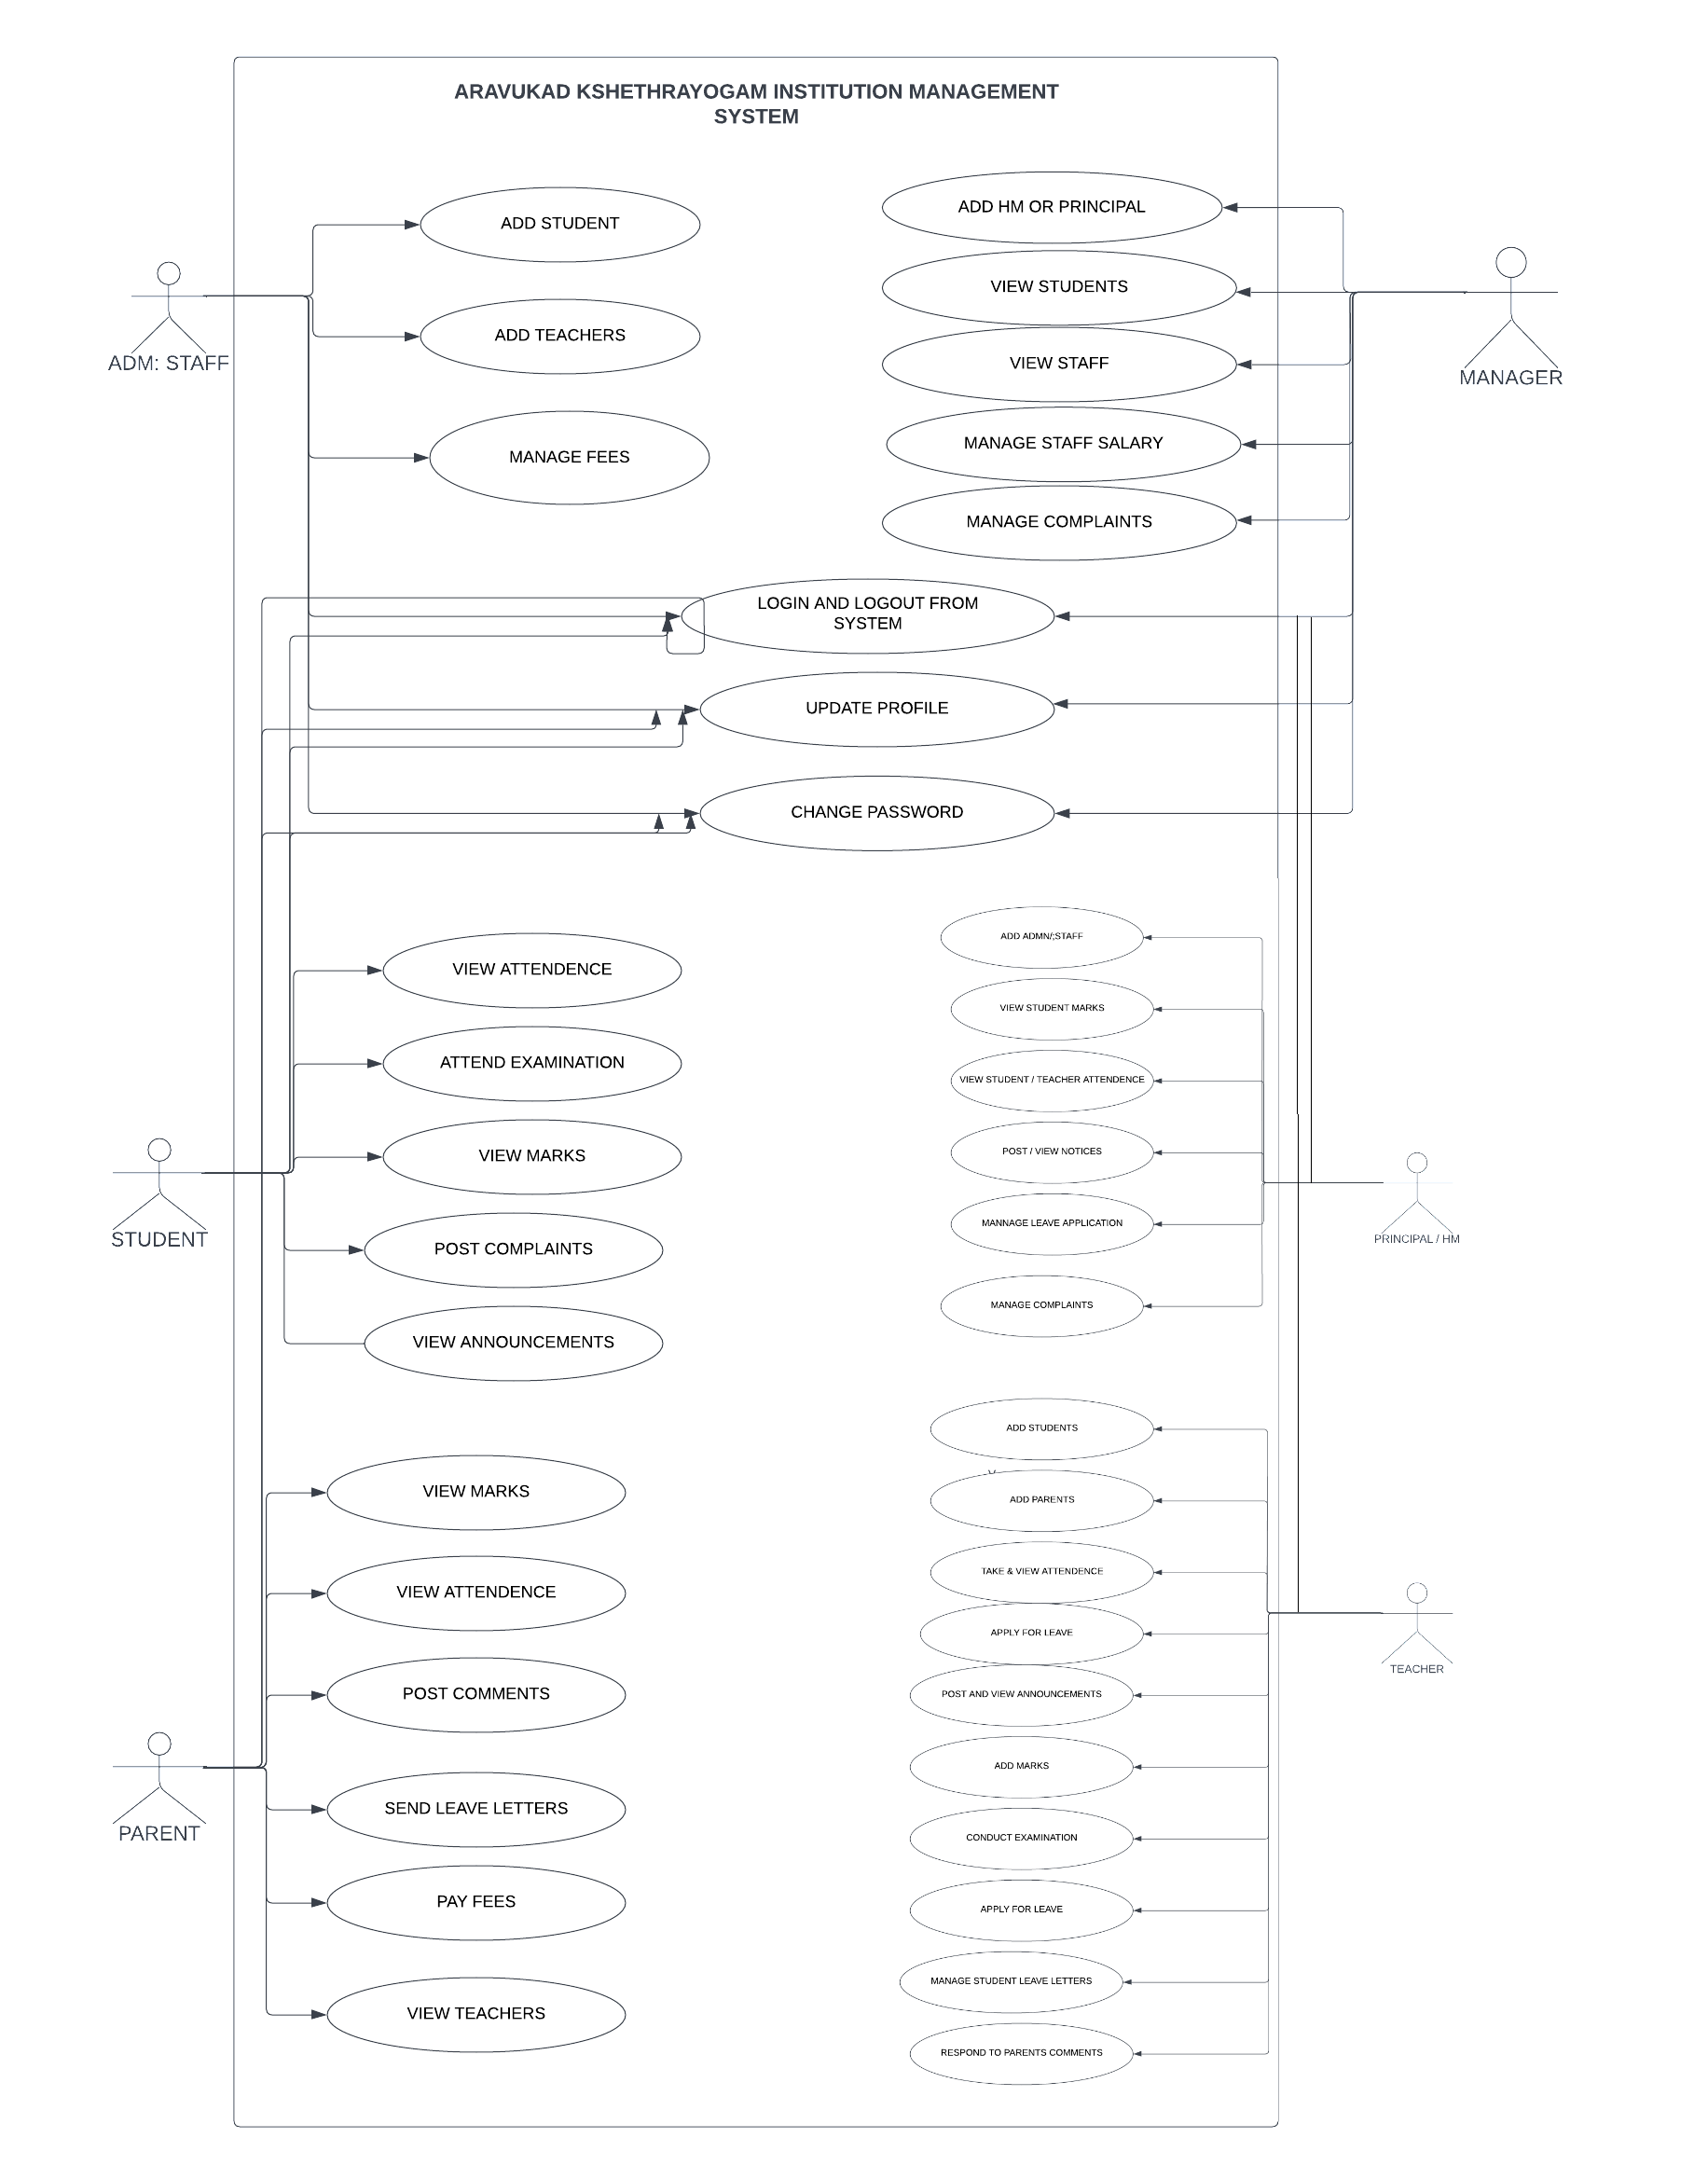 ARAVUKAD KSHETHRAYOGAM INSTITUTION MANAGEMENT
SYSTEM
ADD STUDENT
ADD TEACHERS
MANAGE FEES
ADM: STAFF
ADD HM OR PRINCIPAL
VIEW STUDENTS
VIEW STAFF
MANAGE STAFF SALARY
MANAGE COMPLAINTS
MANAGER
LOGIN AND LOGOUT FROM
SYSTEM
UPDATE PROFILE
CHANGE PASSWORD
VIEW ATTENDENCE
ATTEND EXAMINATION
VIEW MARKS
POST COMPLAINTS
VIEW ANNOUNCEMENTS
STUDENT
ADD ADMN/;STAFF
VIEW STUDENT MARKS
VIEW STUDENT / TEACHER ATTENDENCE
POST / VIEW NOTICES
MANNAGE LEAVE APPLICATION
MANAGE COMPLAINTS
PRINCIPAL / HM
VIEW MARKS
VIEW ATTENDENCE
POST COMMENTS
SEND LEAVE LETTERS
PAY FEES
VIEW TEACHERS
PARENT
ADD STUDENTS
ADD PARENTS
TAKE & VIEW ATTENDENCE
APPLY FOR LEAVE
POST AND VIEW ANNOUNCEMENTS
ADD MARKS
CONDUCT EXAMINATION
APPLY FOR LEAVE
MANAGE STUDENT LEAVE LETTERS
RESPOND TO PARENTS COMMENTS
TEACHER